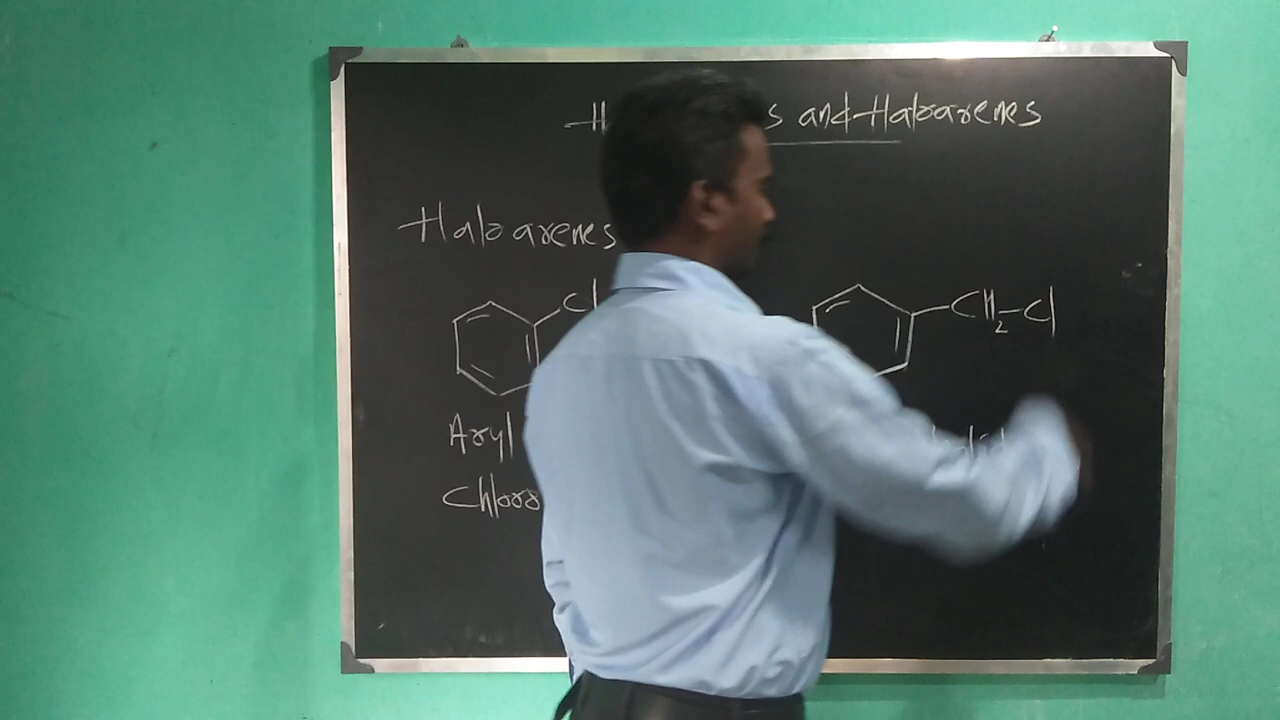 s and Haloarenes
Haloarenes
Cl
CH2-Cl
Aryl
Chloro